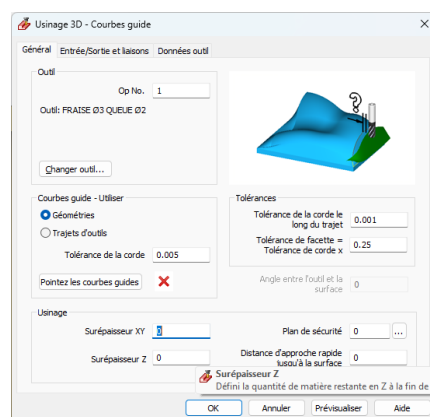 Usinage 3D - Courbes guide
Général Entrée/Sortie et liaisons Données outil
Outil
Op No. 1
Outil: FRAISE Ø3 QUEUE Ø2
Changer outil...
Courbes guide - Utiliser
Géométries
Trajets d'outils
Tolérance de la corde 0.005
Pointez les courbes guides
Tolérances
Tolérance de la corde le
long du trajet 0.001
Tolérance de facette =
Tolérance de corde x 0.25
Angle entre l'outil et la
surface 0
Usinage
Surépaisseur XY 0
Plan de sécurité 0 ...
Surépaisseur Z 0
Distance d'approche rapide
jusqu'à la surface 0
Surépaisseur Z
Défini la quantité de matière restante en Z à la fin de
OK Annuler Prévisualiser Aide